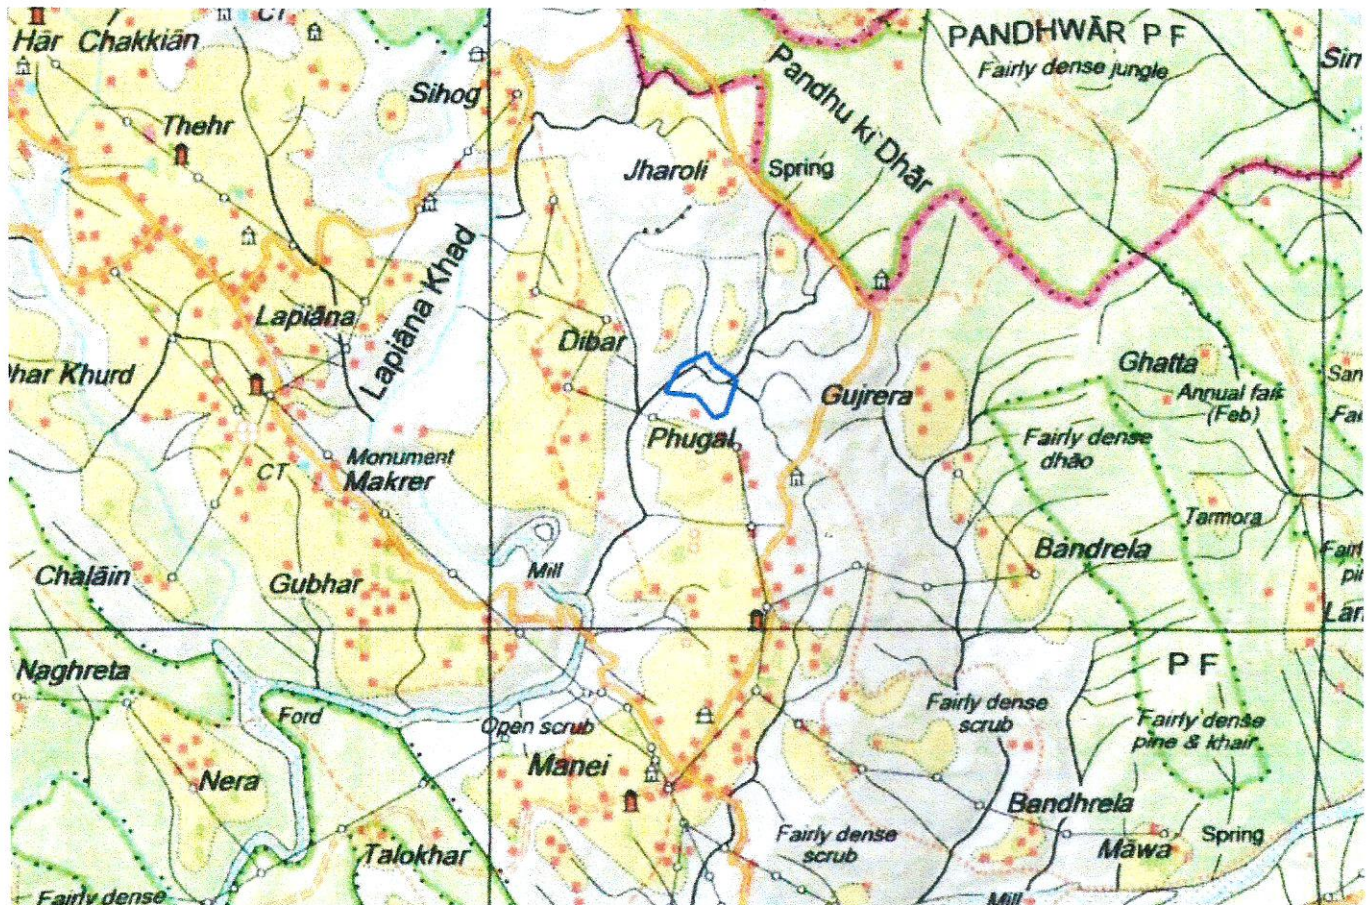 CT
Hār Chakkiān
PANDHWĀR P F
Fairly dense jungle
Pandhu ki Dhār
Sihog
Thehr
Jharoli
Spring
Lapiāna Khad
Lapiāna
Dibar
har Khurd
Ghatta
Annual fair
(Feb)
Gujrera
Phugal
Fairly dense
dhāo
Monument
Makrer
CT
Tarmora
Bandrela
Mill
Chalāin
Gubhar
Naghreta
P F
Ford
Open scrub
Fairly dense
scrub
Fairly dense
pine & khair
Nera
Manei
Bandhrela
Fairly dense
scrub
Spring
Māwa
Talokhar
Fairly dense
Mill